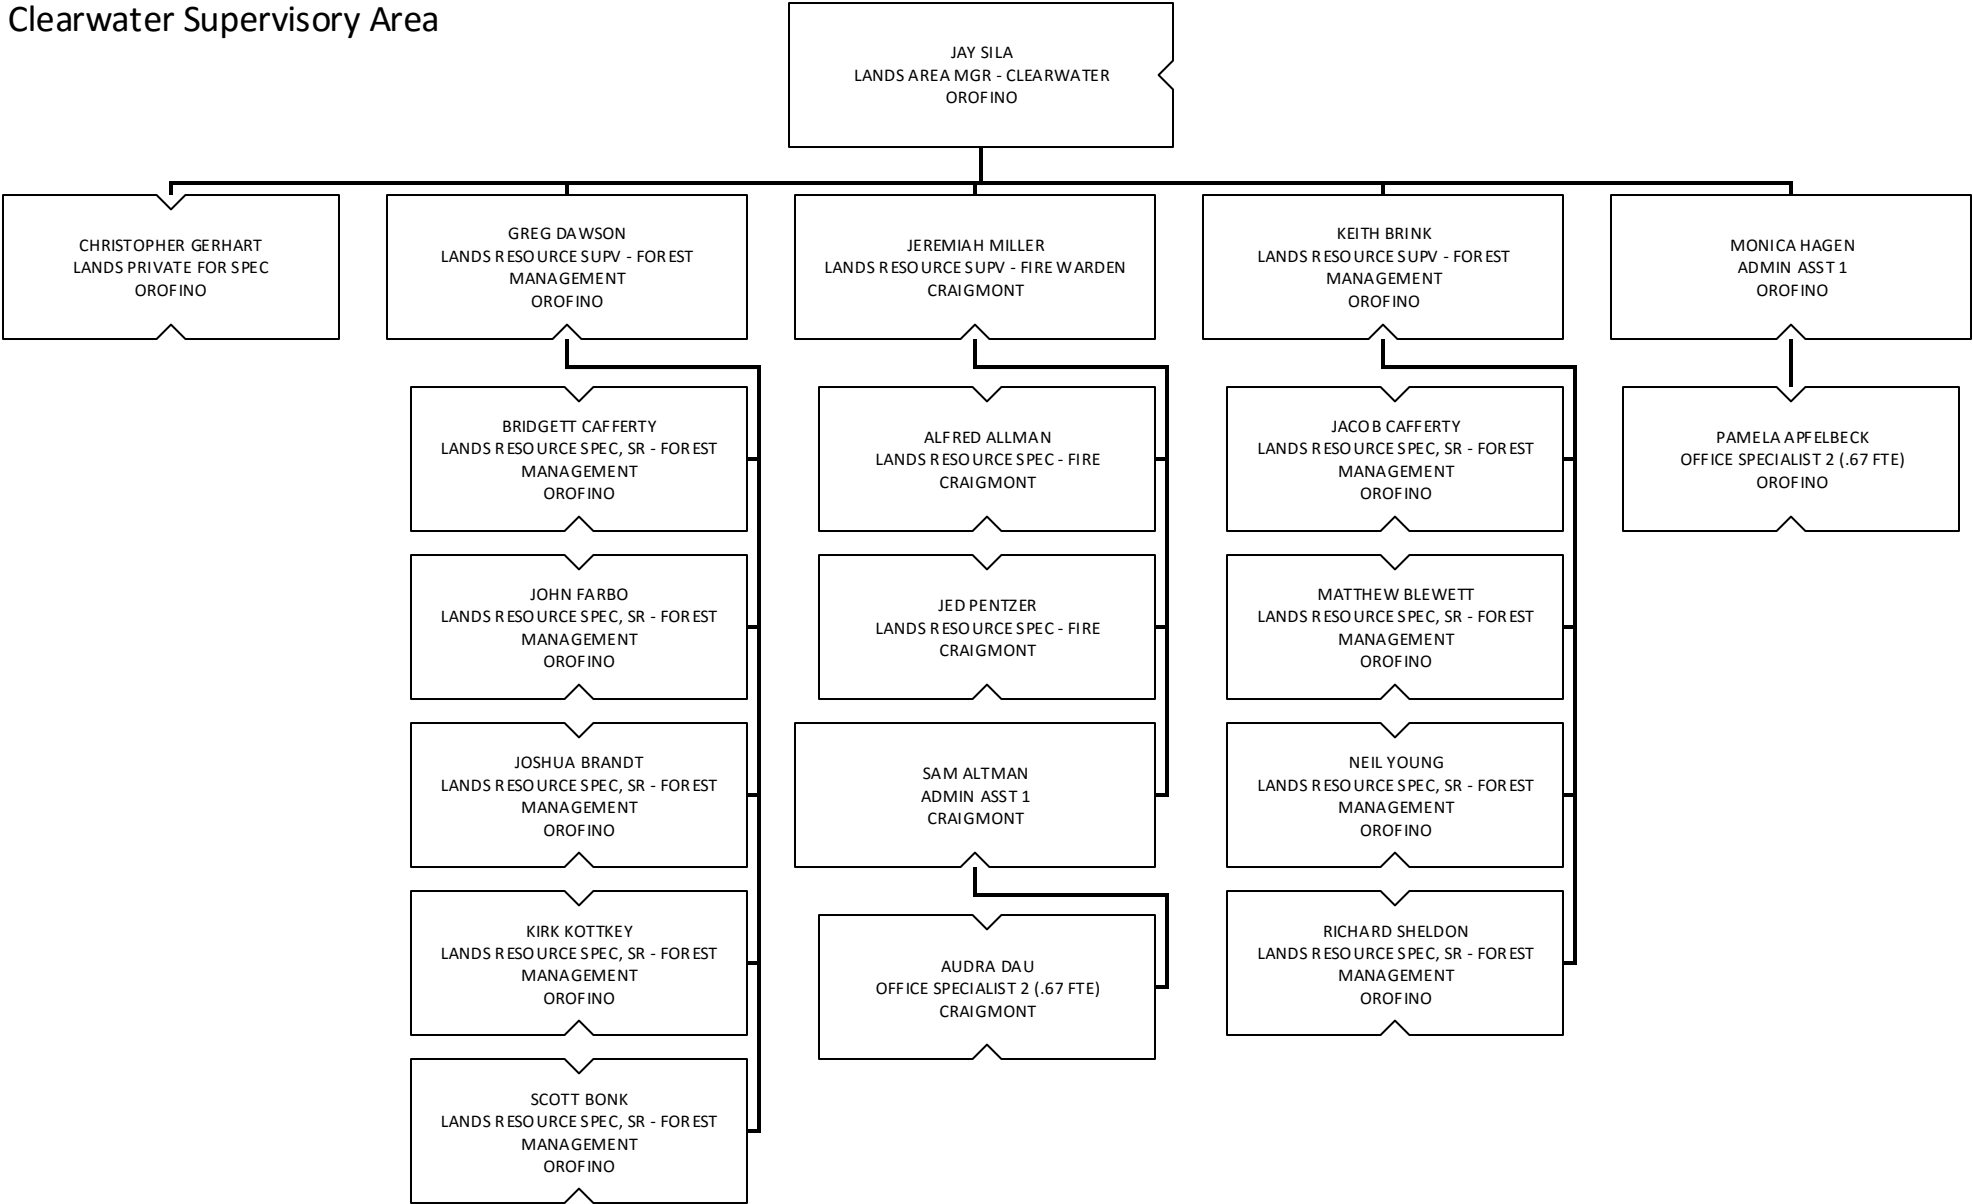 Clearwater Supervisory Area
JAY SILA
LANDS AREA MGR - CLEARWATER
OROFINO
CHRISTOPHER GERHART
LANDS PRIVATE FOR SPEC
OROFINO
GREG DAWSON
LANDS RESOURCE SUPV - FOREST
MANAGEMENT
OROFINO
JEREMIAH MILLER
LANDS RESOURCE SUPV - FIRE WARDEN
CRAIGMONT
KEITH BRINK
LANDS RESOURCE SUPV - FOREST
MANAGEMENT
OROFINO
MONICA HAGEN
ADMIN ASST 1
OROFINO
BRIDGETT CAFFERTY
LANDS RESOURCE SPEC, SR - FOREST
MANAGEMENT
OROFINO
JOHN FARBO
LANDS RESOURCE SPEC, SR - FOREST
MANAGEMENT
OROFINO
JOSHUA BRANDT
LANDS RESOURCE SPEC, SR - FOREST
MANAGEMENT
OROFINO
KIRK KOTTKEY
LANDS RESOURCE SPEC, SR - FOREST
MANAGEMENT
OROFINO
SCOTT BONK
LANDS RESOURCE SPEC, SR - FOREST
MANAGEMENT
OROFINO
ALFRED ALLMAN
LANDS RESOURCE SPEC - FIRE
CRAIGMONT
JED PENTZER
LANDS RESOURCE SPEC - FIRE
CRAIGMONT
SAM ALTMAN
ADMIN ASST 1
CRAIGMONT
AUDRA DAU
OFFICE SPECIALIST 2 (.67 FTE)
CRAIGMONT
JACOB CAFFERTY
LANDS RESOURCE SPEC, SR - FOREST
MANAGEMENT
OROFINO
MATTHEW BLEWETT
LANDS RESOURCE SPEC, SR - FOREST
MANAGEMENT
OROFINO
NEIL YOUNG
LANDS RESOURCE SPEC, SR - FOREST
MANAGEMENT
OROFINO
RICHARD SHELDON
LANDS RESOURCE SPEC, SR - FOREST
MANAGEMENT
OROFINO
PAMELA APFELBECK
OFFICE SPECIALIST 2 (.67 FTE)
OROFINO